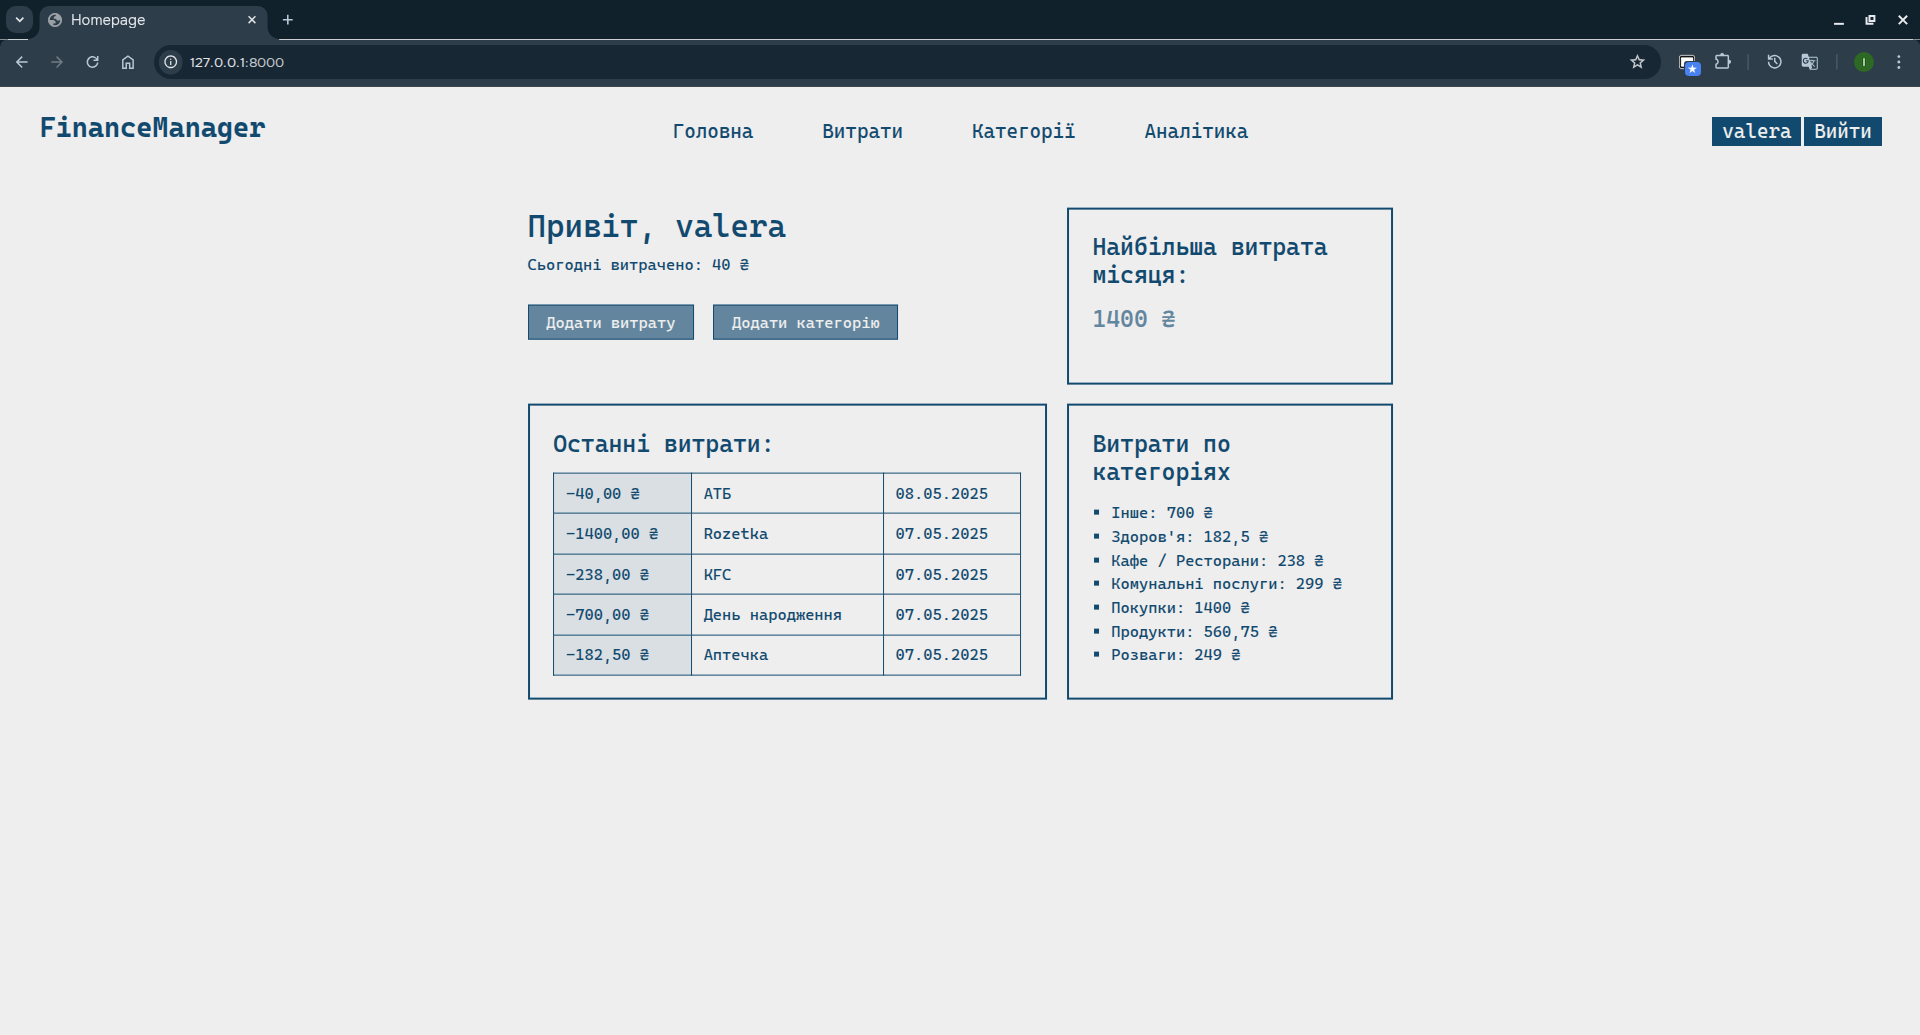 Homepage
127.0.0.1:8000
FinanceManager
Головна Витрати Категорії Аналітика
valera Вийти
Привіт, valera
Сьогодні витрачено: 40 ₴
Додати витрату Додати категорію
Найбільша витрата
місяця:
1400 ₴
Останні витрати:
-40,00 ₴ АТБ 08.05.2025
-1400,00 ₴ Rozetka 07.05.2025
-238,00 ₴ KFC 07.05.2025
-700,00 ₴ День народження 07.05.2025
-182,50 ₴ Аптечка 07.05.2025
Витрати по
категоріях
Інше: 700 ₴
Здоров'я: 182,5 ₴
Кафе / Ресторани: 238 ₴
Комунальні послуги: 299 ₴
Покупки: 1400 ₴
Продукти: 560,75 ₴
Розваги: 249 ₴